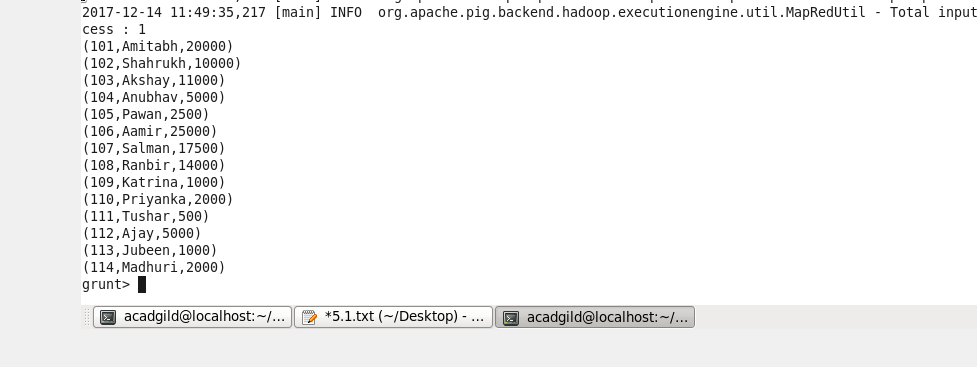 2017-12-14 11:49:35,217 [main] INFO  org.apache.pig.backend.hadoop.executionengine.util.MapRedUtil - Total input
cess : 1
(101,Amitabh,20000)
(102,Shahrukh,10000)
(103,Akshay,11000)
(104,Anubhav,5000)
(105,Pawan,2500)
(106,Aamir,25000)
(107,Salman,17500)
(108,Ranbir,14000)
(109,Katrina,1000)
(110,Priyanka,2000)
(111,Tushar,500)
(112,Ajay,5000)
(113,Jubeen,1000)
(114,Madhuri,2000)
grunt>
acadgild@localhost:~/... *5.1.txt (~/Desktop) - ... acadgild@localhost:~/...